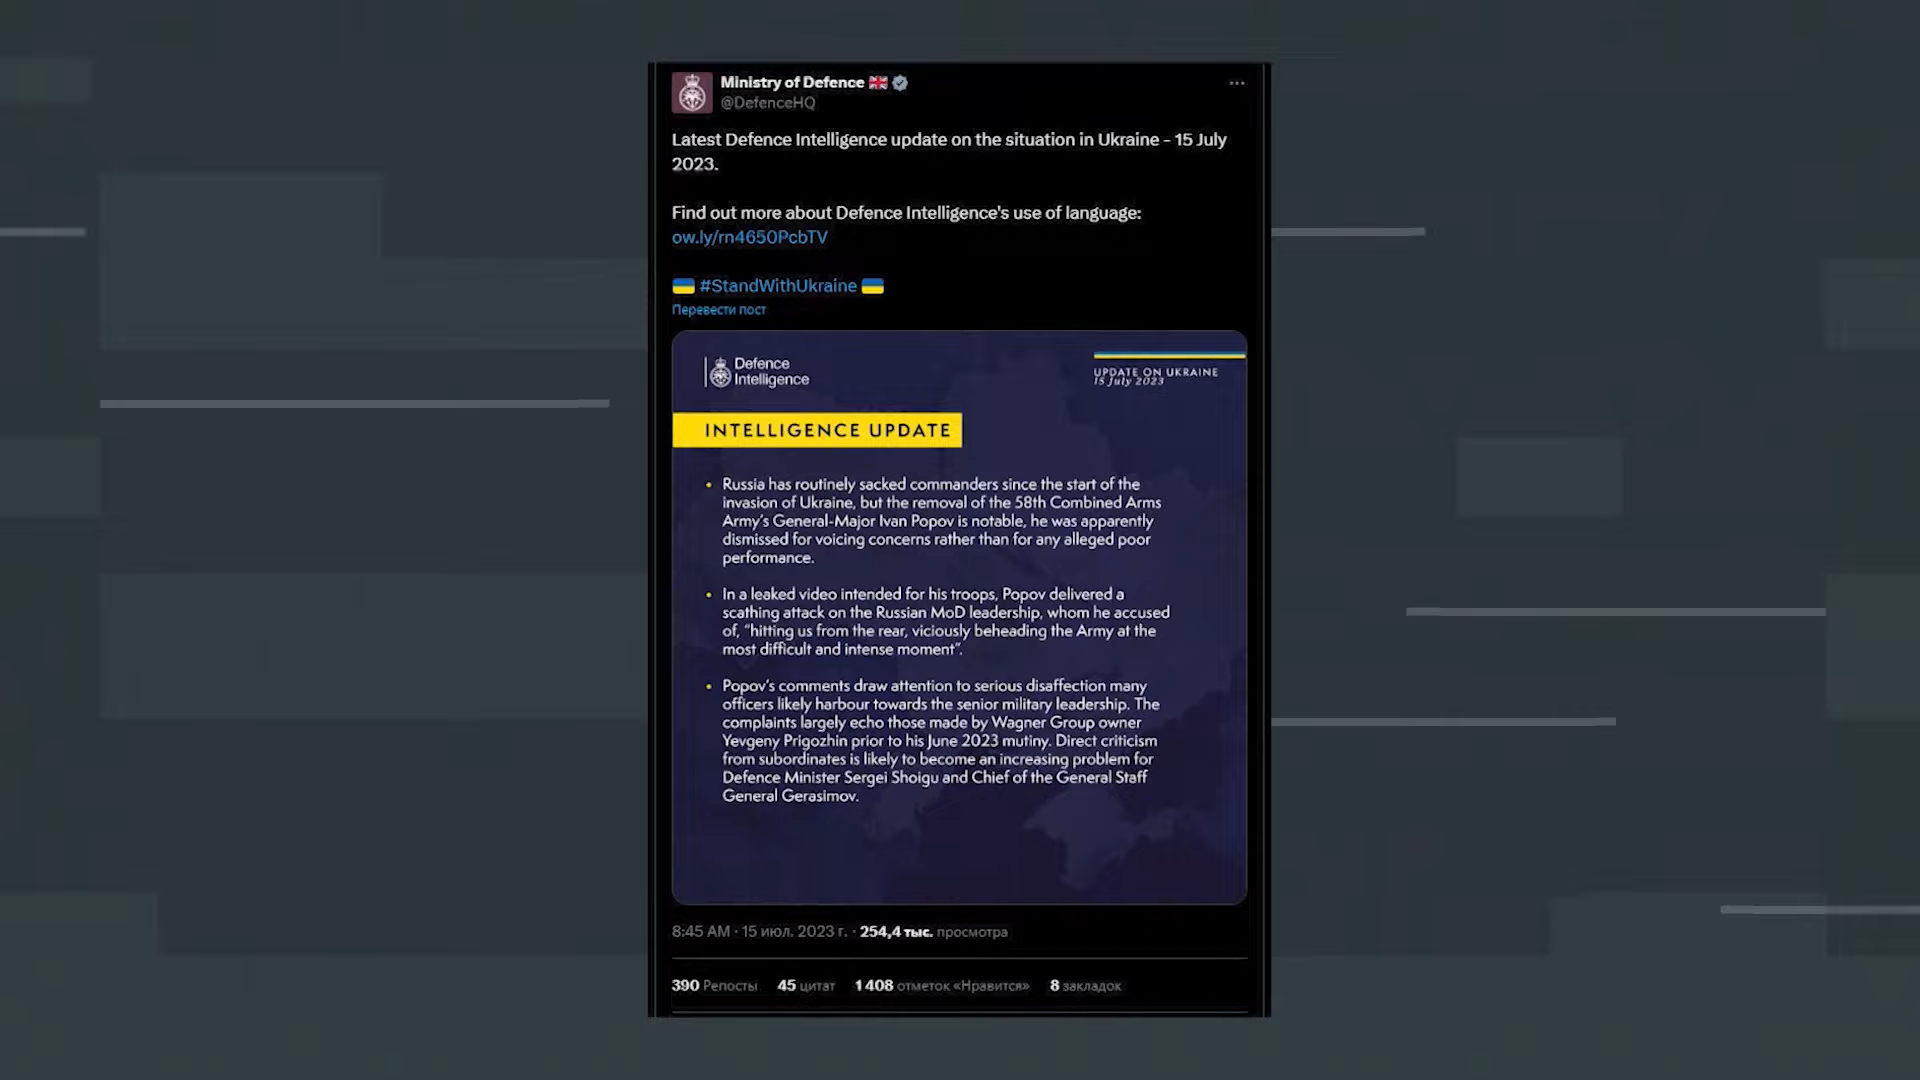 Ministry of Defence
@DefenceHQ
Latest Defence Intelligence update on the situation in Ukraine - 15 July
2023.
Find out more about Defence Intelligence's use of language:
ow.ly/rn4650PcbTV
#StandWithUkraine
Перевести пост
Defence
Intelligence
UPDATE ON UKRAINE
15 July 2023
INTELLIGENCE UPDATE
• Russia has routinely sacked commanders since the start of the
invasion of Ukraine, but the removal of the 58th Combined Arms
Army's General-Major Ivan Popov is notable, he was apparently
dismissed for voicing concerns rather than for any alleged poor
performance.
• In a leaked video intended for his troops, Popov delivered a
scathing attack on the Russian MoD leadership, whom he accused
of, "hitting us from the rear, viciously beheading the Army at the
most difficult and intense moment".
• Popov's comments draw attention to serious disaffection many
officers likely harbour towards the senior military leadership. The
complaints largely echo those made by Wagner Group owner
Yevgeny Prigozhin prior to his June 2023 mutiny. Direct criticism
from subordinates is likely to become an increasing problem for
Defence Minister Sergei Shoigu and Chief of the General Staff
General Gerasimov.
8:45 AM · 15 июл. 2023 г. · 254,4 тыс. просмотра
390 Репосты 45 цитат 1 408 отметок «Нравится» 8 закладок